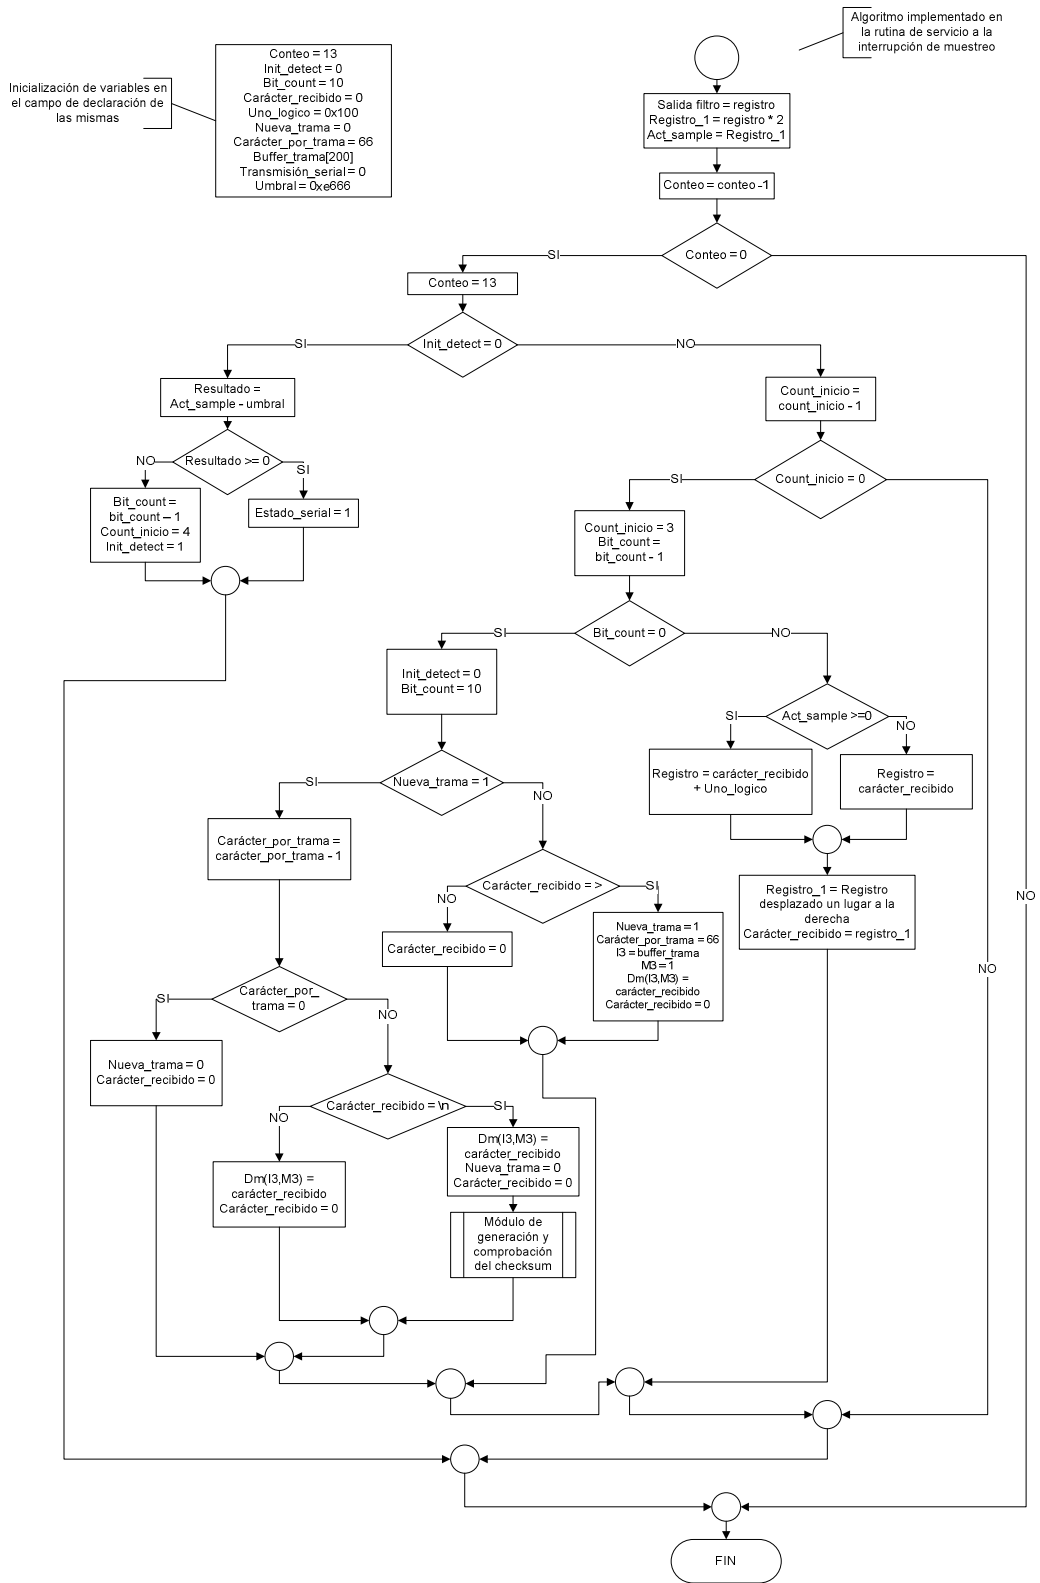 Algoritmo implementado en
la rutina de servicio a la
interrupción de muestreo
Inicialización de variables en
el campo de declaración de
las mismas
Conteo = 13
Init_detect = 0
Bit_count = 10
Carácter_recibido = 0
Uno_logico = 0x100
Nueva_trama = 0
Carácter_por_trama = 66
Buffer_trama[200]
Transmisión_serial = 0
Umbral = 0xe666
Salida filtro = registro
Registro_1 = registro * 2
Act_sample = Registro_1
Conteo = conteo -1
Conteo = 0
SI
NO
Conteo = 13
Init_detect = 0
SI
NO
Resultado =
Act_sample - umbral
Resultado >= 0
NO
SI
Bit_count =
bit_count – 1
Count_inicio = 4
Init_detect = 1
Estado_serial = 1
Count_inicio =
count_inicio - 1
Count_inicio = 0
SI
NO
Count_inicio = 3
Bit_count =
bit_count - 1
Bit_count = 0
SI
NO
Init_detect = 0
Bit_count = 10
Act_sample >=0
SI
NO
Registro = carácter_recibido
+ Uno_logico
Registro =
carácter_recibido
Registro_1 = Registro
desplazado un lugar a la
derecha
Carácter_recibido = registro_1
Nueva_trama = 1
SI
NO
Carácter_por_trama =
carácter_por_trama - 1
Carácter_recibido = >
NO
SI
Carácter_recibido = 0
Nueva_trama = 1
Carácter_por_trama = 66
I3 = buffer_trama
M3 = 1
Dm(I3,M3) =
carácter_recibido
Carácter_recibido = 0
Carácter_por_
trama = 0
SI
NO
Nueva_trama = 0
Carácter_recibido = 0
Carácter_recibido = \n
NO
SI
Dm(I3,M3) =
carácter_recibido
Carácter_recibido = 0
Dm(I3,M3) =
carácter_recibido
Nueva_trama = 0
Carácter_recibido = 0
Módulo de
generación y
comprobación
del checksum
FIN